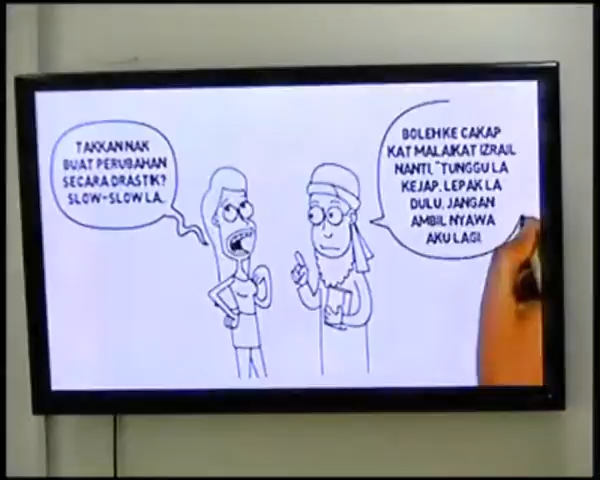 TAKKAN NAK
BUAT PERUBAHAN
SECARA DRASTIK?
SLOW-SLOW LA.
BOLEH KE CAKAP
KAT MALAIKAT IZRAIL
NANTI, "TUNGGU LA
KEJAP, LEPAK LA
DULU, JANGAN
AMBIL NYAWA
AKU LAGI.